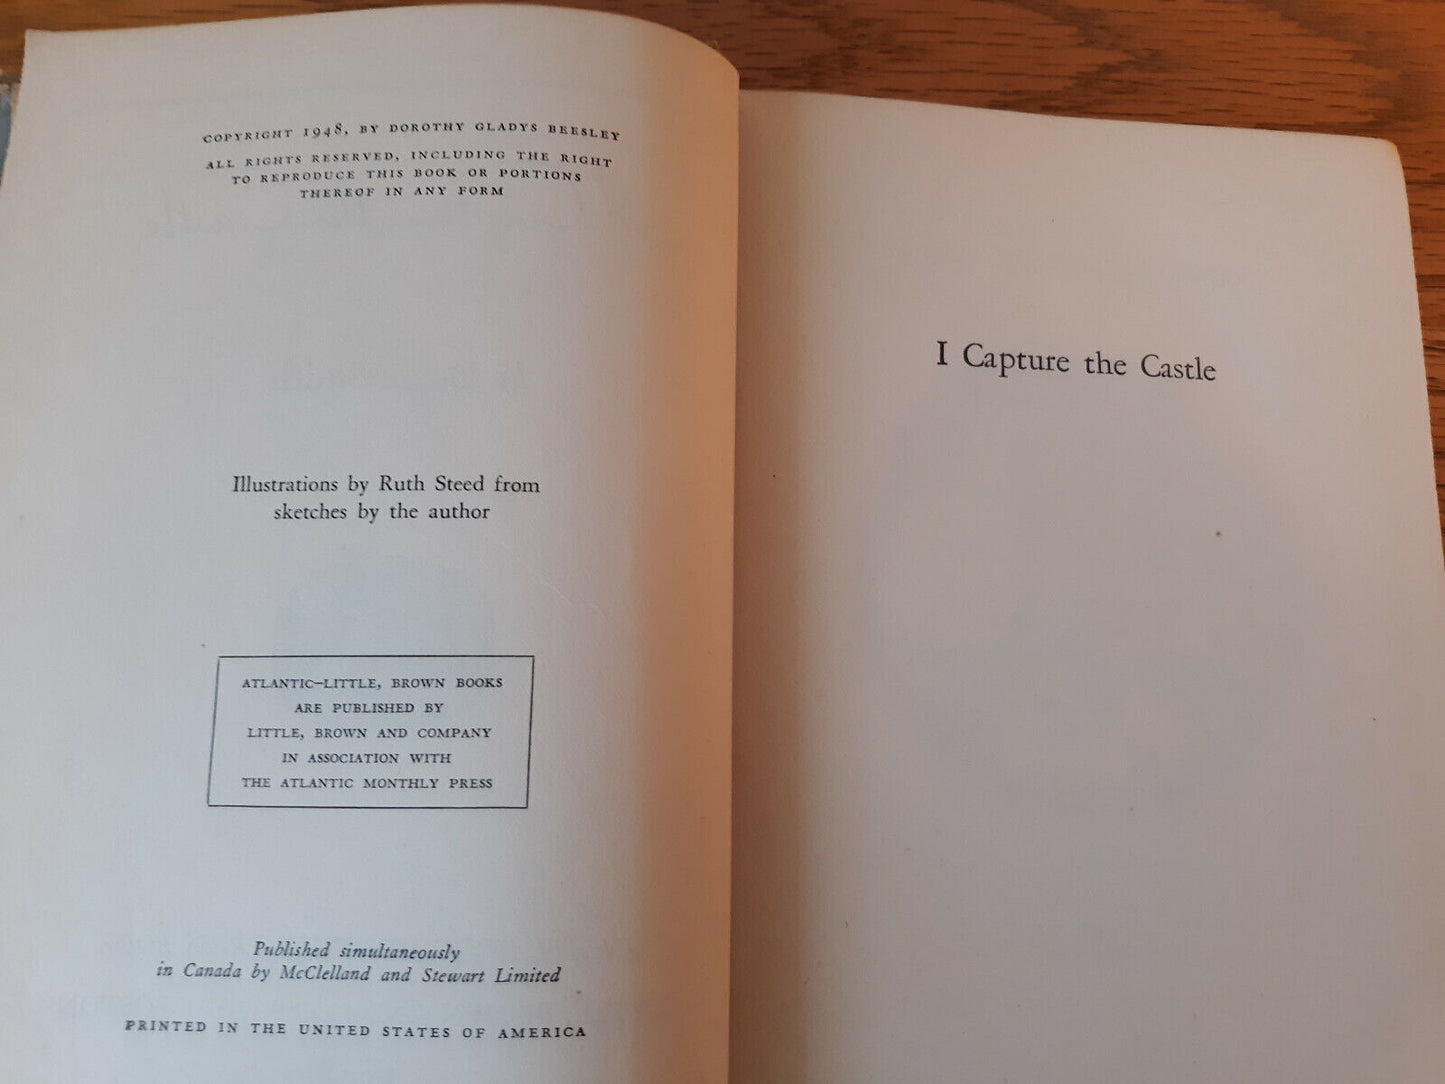 COPYRIGHT 1948, BY DOROTHY GLADYS BEESLEY
ALL RIGHTS RESERVED, INCLUDING THE RIGHT
TO REPRODUCE THIS BOOK OR PORTIONS
THEREOF IN ANY FORM
Illustrations by Ruth Steed from
sketches by the author
ATLANTIC–LITTLE, BROWN BOOKS
ARE PUBLISHED BY
LITTLE, BROWN AND COMPANY
IN ASSOCIATION WITH
THE ATLANTIC MONTHLY PRESS
Published simultaneously
in Canada by McClelland and Stewart Limited
PRINTED IN THE UNITED STATES OF AMERICA
I Capture the Castle